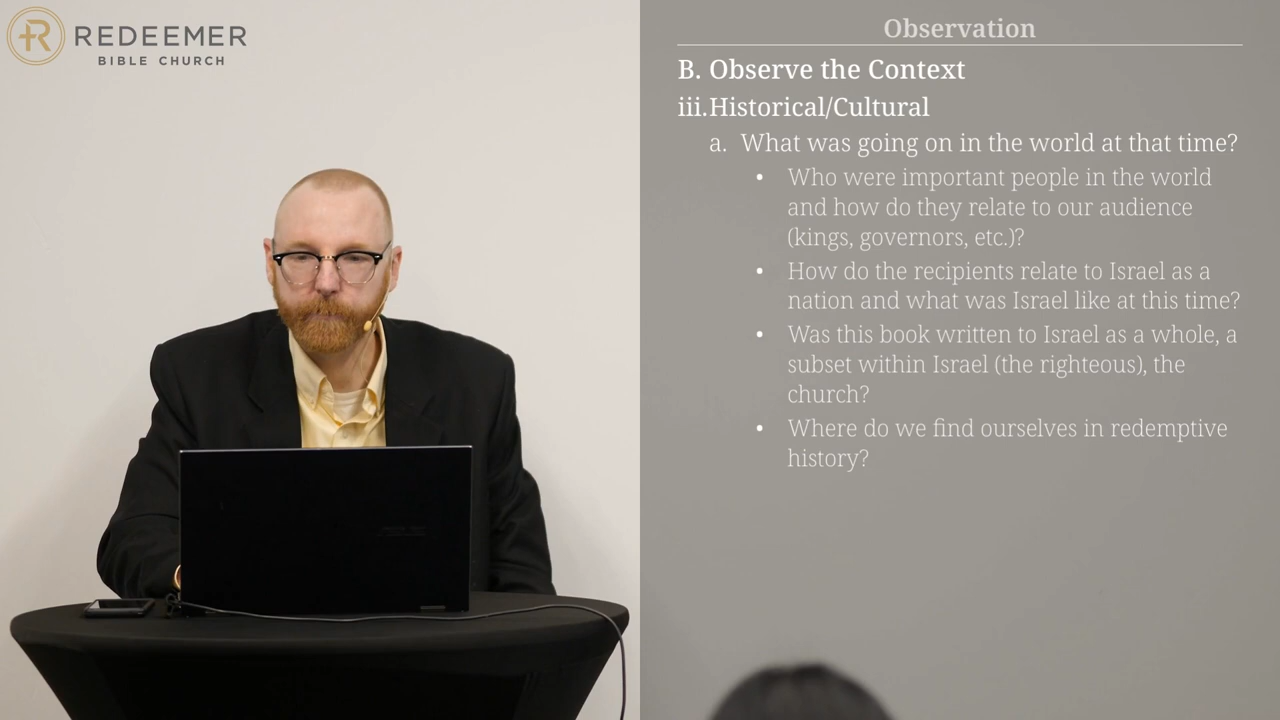 REDEEMER
BIBLE CHURCH
Observation
B. Observe the Context
iii.Historical/Cultural
a. What was going on in the world at that time?
• Who were important people in the world
and how do they relate to our audience
(kings, governors, etc.)?
• How do the recipients relate to Israel as a
nation and what was Israel like at this time?
• Was this book written to Israel as a whole, a
subset within Israel (the righteous), the
church?
• Where do we find ourselves in redemptive
history?